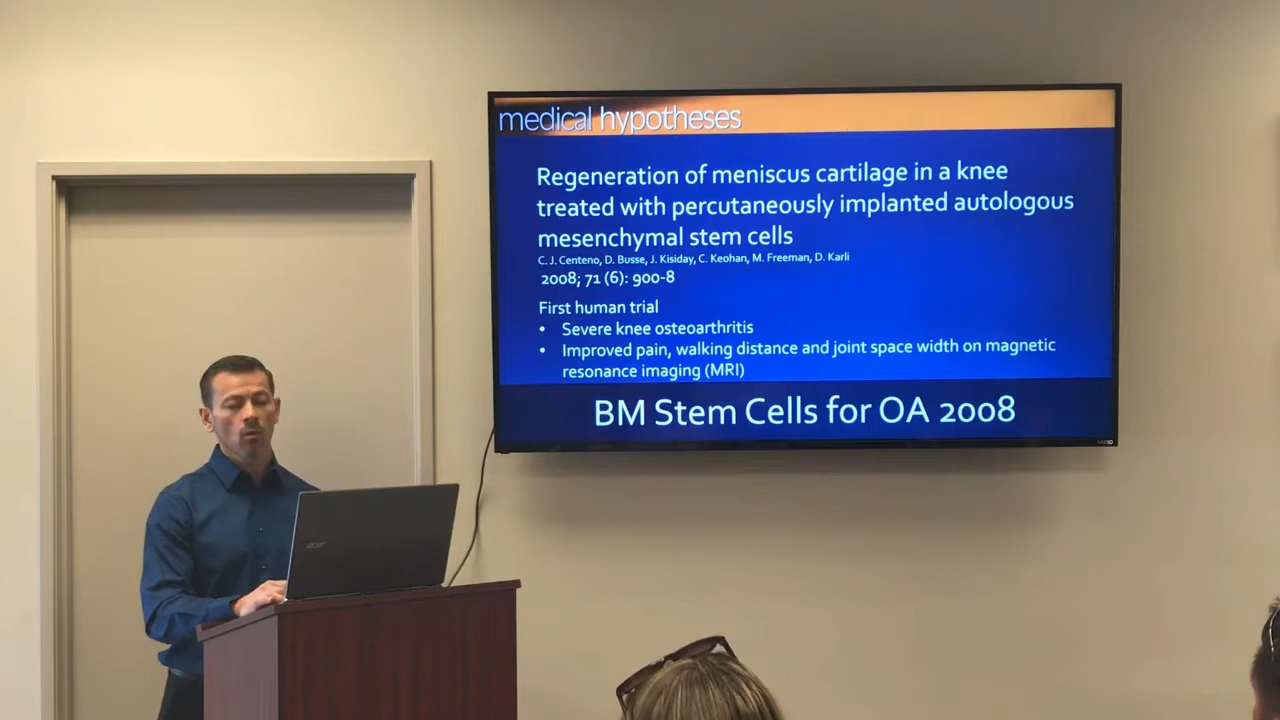 medical hypotheses
Regeneration of meniscus cartilage in a knee
treated with percutaneously implanted autologous
mesenchymal stem cells
C. J. Centeno, D. Busse, J. Kisiday, C. Keohan, M. Freeman, D. Karli
2008; 71 (6): 900-8
First human trial
• Severe knee osteoarthritis
• Improved pain, walking distance and joint space width on magnetic
resonance imaging (MRI)
BM Stem Cells for OA 2008
VIZIO
acer